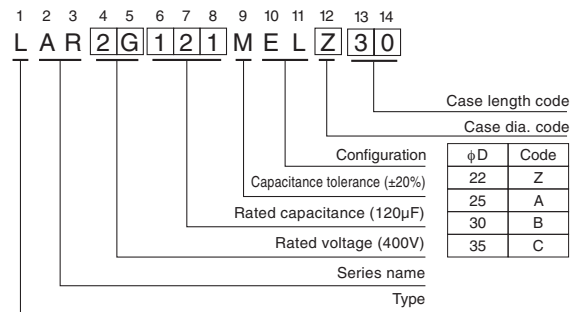 1 2 3 4 5 6 7 8 9 10 11 12 13 14
L A R 2 G 1 2 1 M E L Z 3 0
Case length code
Case dia. code
Configuration
Capacitance tolerance (±20%)
Rated capacitance (120µF)
Rated voltage (400V)
Series name
Type
ϕD Code
22 Z
25 A
30 B
35 C